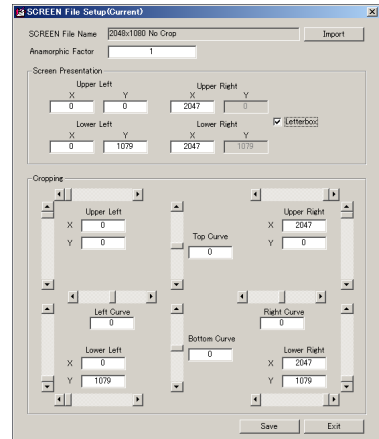 SCREEN File Setup(Current)
SCREEN File Name 2048x1080 No Crop Import
Anamorphic Factor 1
Screen Presentation
Upper Left Upper Right
X Y X Y
0 0 2047 0
Lower Left Lower Right
X Y X Y
0 1079 2047 1079
Letterbox
Cropping
Upper Left Upper Right
X 0 X 2047
Y 0 Y 0
Top Curve
0
Left Curve Right Curve
0 0
Bottom Curve
0
Lower Left Lower Right
X 0 X 2047
Y 1079 Y 1079
Save Exit